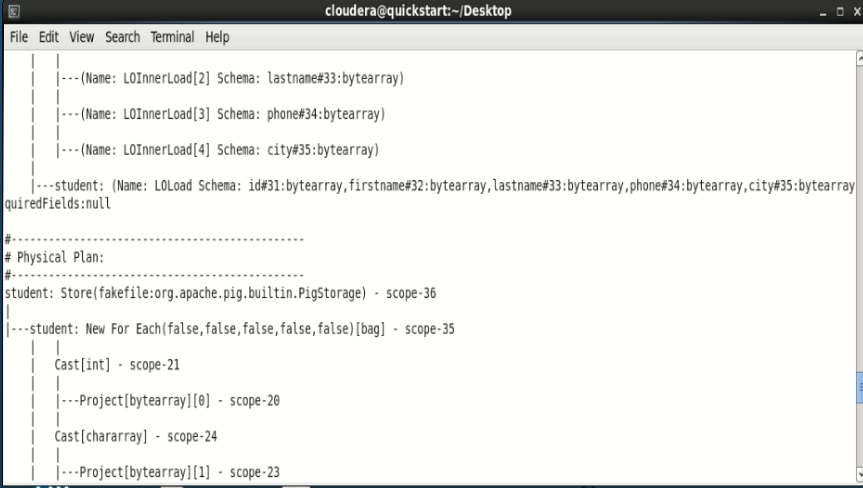 cloudera@quickstart:~/Desktop
File Edit View Search Terminal Help
| |
| |---(Name: LOInnerLoad[2] Schema: lastname#33:bytearray)
| |
| |---(Name: LOInnerLoad[3] Schema: phone#34:bytearray)
| |
| |---(Name: LOInnerLoad[4] Schema: city#35:bytearray)
|
|---student: (Name: LOLoad Schema: id#31:bytearray,firstname#32:bytearray,lastname#33:bytearray,phone#34:bytearray,city#35:bytearray
quiredFields:null
#-----------------------------------------------
# Physical Plan:
#-----------------------------------------------
student: Store(fakefile:org.apache.pig.builtin.PigStorage) - scope-36
|
|---student: New For Each(false,false,false,false,false)[bag] - scope-35
| |
| Cast[int] - scope-21
| |
| |---Project[bytearray][0] - scope-20
| |
| Cast[chararray] - scope-24
| |
| |---Project[bytearray][1] - scope-23